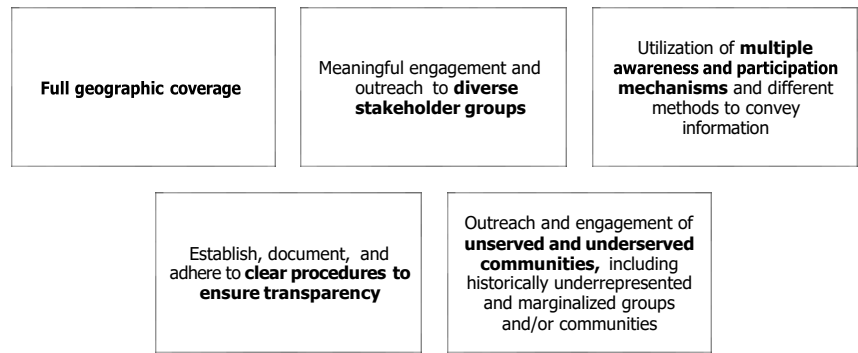 Full geographic coverage
Meaningful engagement and
outreach to diverse
stakeholder groups
Utilization of multiple
awareness and participation
mechanisms and different
methods to convey
information
Establish, document, and
adhere to clear procedures to
ensure transparency
Outreach and engagement of
unserved and underserved
communities, including
historically underrepresented
and marginalized groups
and/or communities